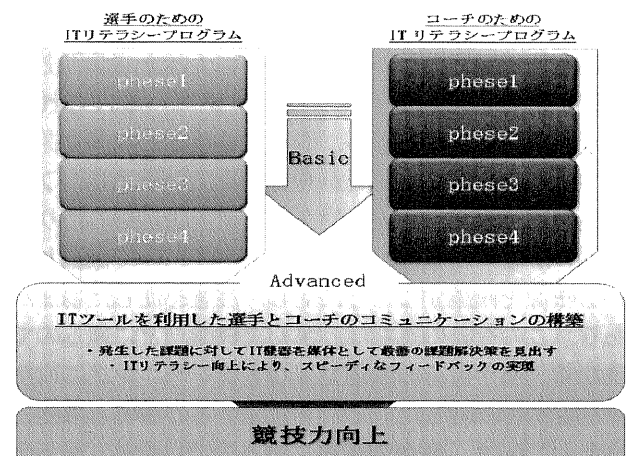 選手のための
ITリテラシープログラム
phese1
phese2
phese3
phese4
コーチのための
ITリテラシープログラム
phese1
phese2
phese3
phese4
Basic
Advanced
ITツールを利用した選手とコーチのコミュニケーションの構築
・発生した課題に対してIT機器を媒体として最善の課題解決策を見出す
・ITリテラシー向上により、スピーディなフィードバックの実現
競技力向上